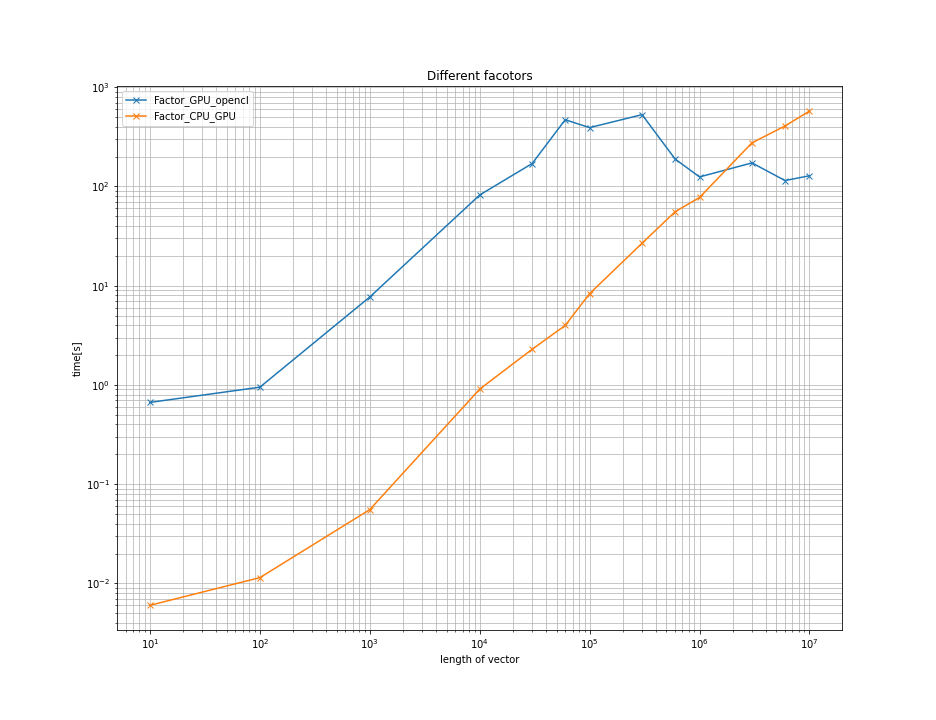 Different facotors
Factor_GPU_opencl
Factor_CPU_GPU
time[s]
10³
10²
10¹
10⁰
10⁻¹
10⁻²
10¹ 10² 10³ 10⁴ 10⁵ 10⁶ 10⁷
length of vector